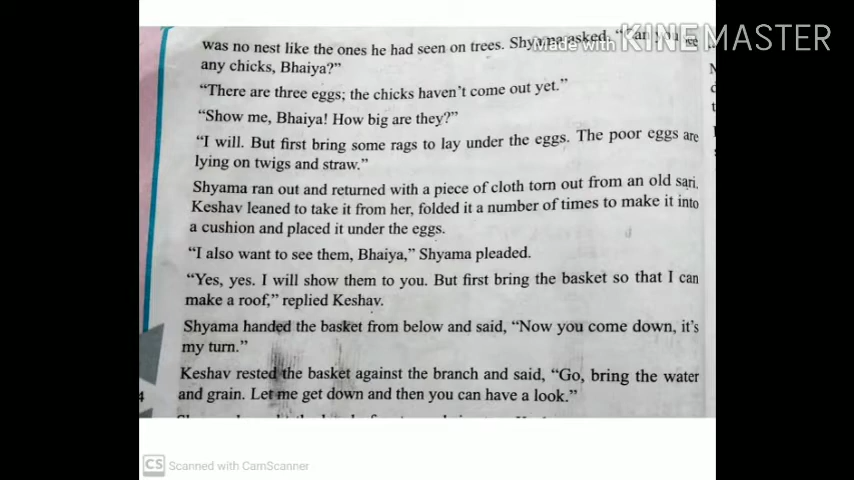 was no nest like the ones he had seen on trees. Shyama asked, "Can you see
Made with KINEMASTER
any chicks, Bhaiya?"
"There are three eggs; the chicks haven't come out yet."
"Show me, Bhaiya! How big are they?"
"I will. But first bring some rags to lay under the eggs. The poor eggs are
lying on twigs and straw."
Shyama ran out and returned with a piece of cloth torn out from an old sari.
Keshav leaned to take it from her, folded it a number of times to make it into
a cushion and placed it under the eggs.
"I also want to see them, Bhaiya," Shyama pleaded.
"Yes, yes. I will show them to you. But first bring the basket so that I can
make a roof," replied Keshav.
Shyama handed the basket from below and said, "Now you come down, it's
my turn."
Keshav rested the basket against the branch and said, "Go, bring the water
and grain. Let me get down and then you can have a look."
4
CS Scanned with CamScanner